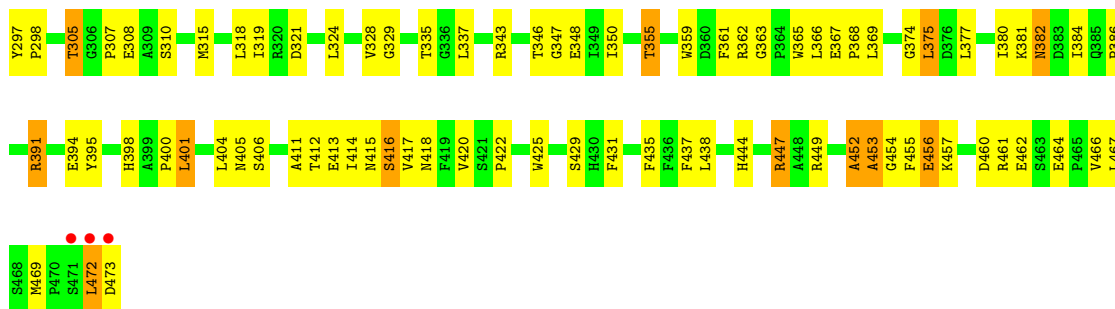 Y297 P298 T305 G306 P307 E308 A309 S310 M315 L318 I319 R320 D321 L324 V328 G329 T335 G336 L337 R343 T346 G347 E348 I349 I350 T355 W359 D360 F361 R362 G363 P364 W365 L366 E367 P368 L369 G374 L375 D376 L377 I380 K381 N382 D383 I384 Q385
R391 E394 Y395 H398 A399 P400 L401 L404 N405 S406 A411 T412 E413 I414 N415 S416 V417 N418 F419 V420 S421 P422 W425 S429 H430 F431 F435 F436 F437 L438 H444 R447 A448 R449 A452 A453 G454 F455 E456 K457 D460 R461 E462 S463 E464 P465 V466
S468 M469 P470 S471 L472 D473